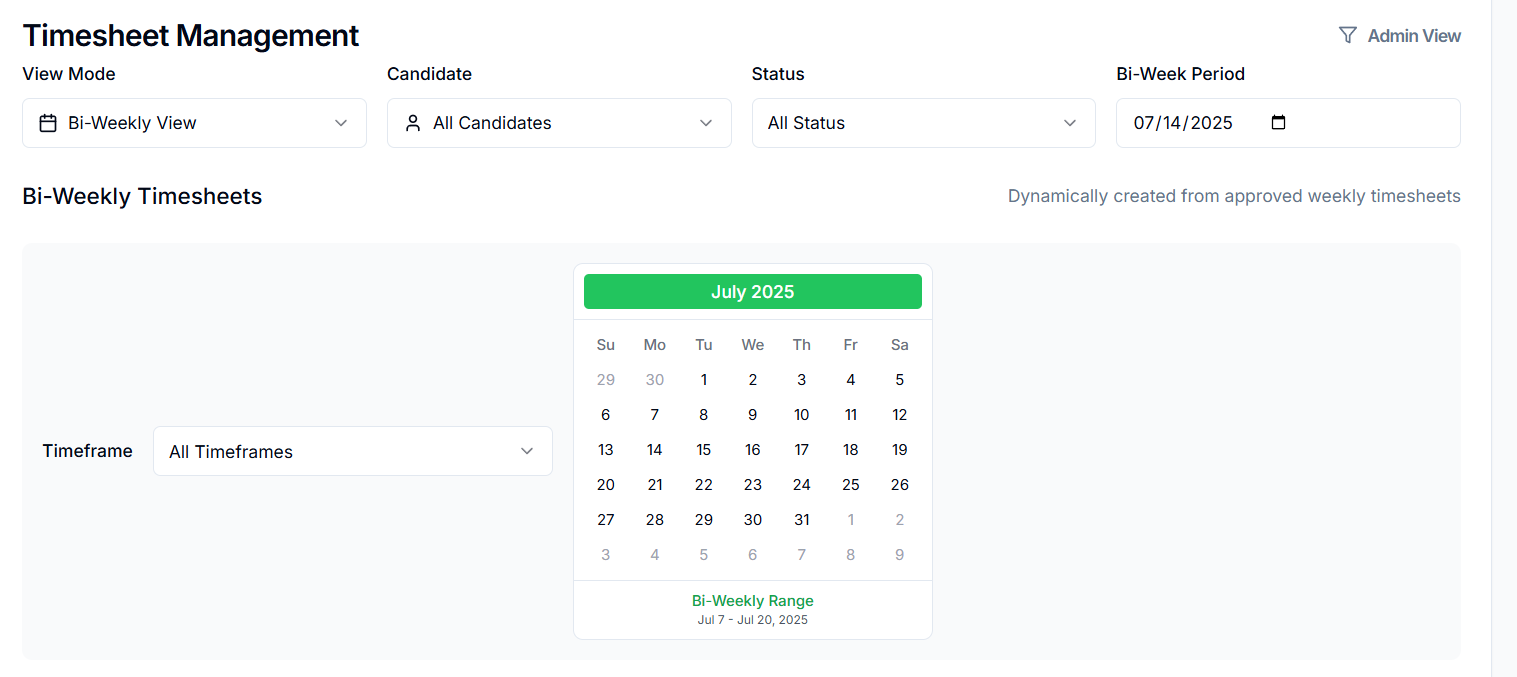 Timesheet Management
Admin View
View Mode
Candidate
Status
Bi-Week Period
Bi-Weekly View
All Candidates
All Status
07/14/2025
Bi-Weekly Timesheets
Dynamically created from approved weekly timesheets
July 2025
Su Mo Tu We Th Fr Sa
29 30 1 2 3 4 5
6 7 8 9 10 11 12
13 14 15 16 17 18 19
20 21 22 23 24 25 26
27 28 29 30 31 1 2
3 4 5 6 7 8 9
Timeframe
All Timeframes
Bi-Weekly Range
Jul 7 - Jul 20, 2025